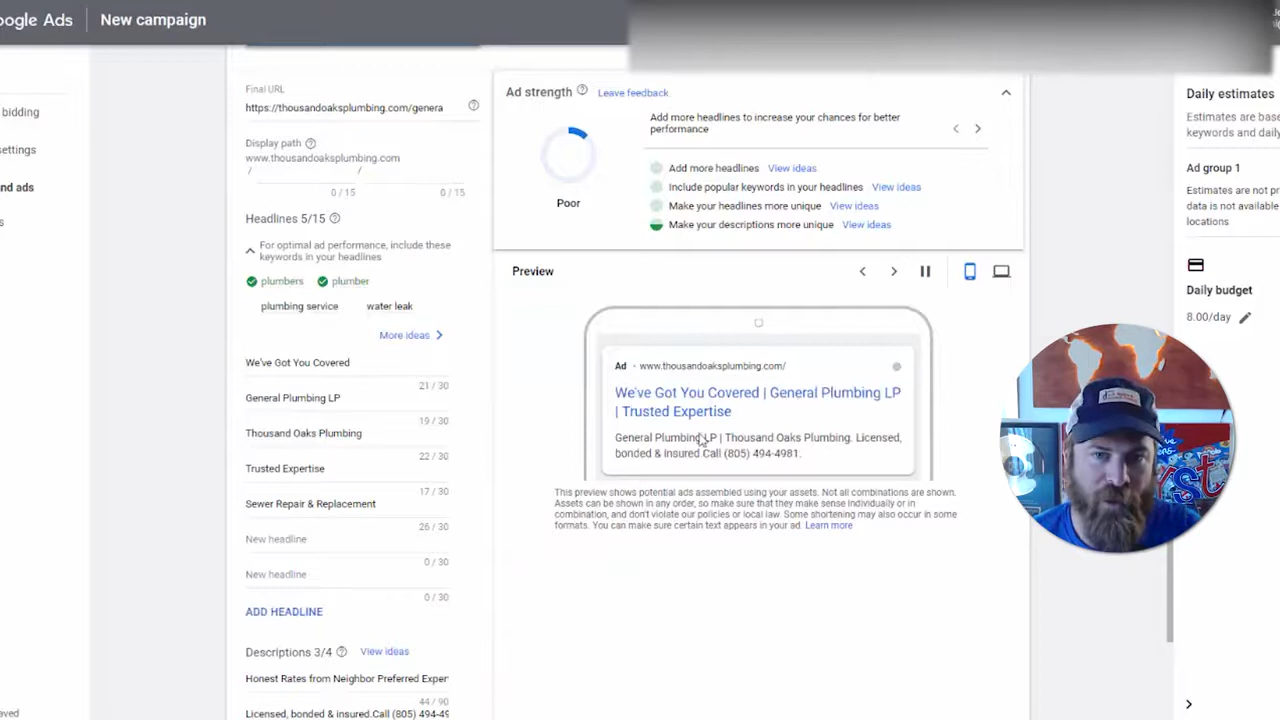 oogle Ads
New campaign
Je
bidding
settings
and ads
s
aved
Final URL
https://thousandoaksplumbing.com/genera
Display path
www.thousandoaksplumbing.com
/ /
0 / 15 0 / 15
Headlines 5/15
For optimal ad performance, include these
keywords in your headlines
plumbers plumber
plumbing service water leak
More ideas
We've Got You Covered
21 / 30
General Plumbing LP
19 / 30
Thousand Oaks Plumbing
22 / 30
Trusted Expertise
17 / 30
Sewer Repair & Replacement
26 / 30
New headline
0 / 30
New headline
0 / 30
ADD HEADLINE
Descriptions 3/4 View ideas
Honest Rates from Neighbor Preferred Exper
44 / 90
Licensed, bonded & insured.Call (805) 494-49
Ad strength Leave feedback
Poor
Add more headlines to increase your chances for better
performance
Add more headlines View ideas
Include popular keywords in your headlines View ideas
Make your headlines more unique View ideas
Make your descriptions more unique View ideas
Preview
Ad · www.thousandoaksplumbing.com/
We've Got You Covered | General Plumbing LP
| Trusted Expertise
General Plumbing LP | Thousand Oaks Plumbing. Licensed,
bonded & insured.Call (805) 494-4981.
This preview shows potential ads assembled using your assets. Not all combinations are shown.
Assets can be shown in any order, so make sure that they make sense individually or in
combination, and don't violate our policies or local law. Some shortening may also occur in some
formats. You can make sure certain text appears in your ad. Learn more
Daily estimates
Estimates are base
keywords and daily
Ad group 1
Estimates are not pr
data is not available
locations
Daily budget
8.00/day